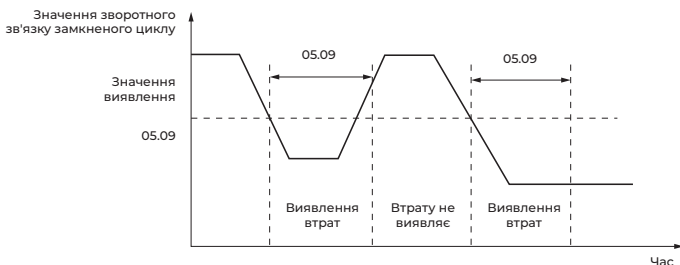 Значення зворотного
зв'язку замкненого циклу
05.09
05.09
Значення
виявлення
05.09
Виявлення
втрат
Втрату не
виявляє
Виявлення
втрат
Час